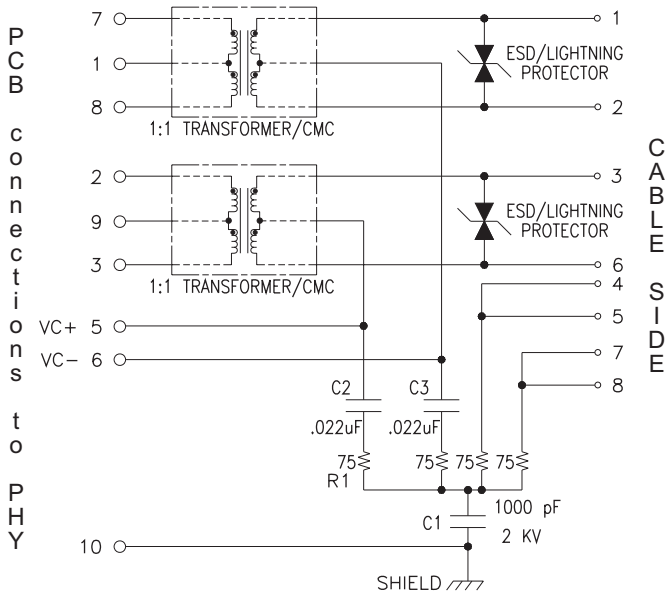 PCB connections to PHY
7
1
8
1:1 TRANSFORMER/CMC
ESD/LIGHTNING
PROTECTOR
1
2
2
9
3
1:1 TRANSFORMER/CMC
ESD/LIGHTNING
PROTECTOR
3
6
4
5
7
8
CABLE SIDE
VC+ 5
VC- 6
C2
C3
.022uF
.022uF
75
75
75
75
R1
1000 pF
C1
2 KV
10
SHIELD